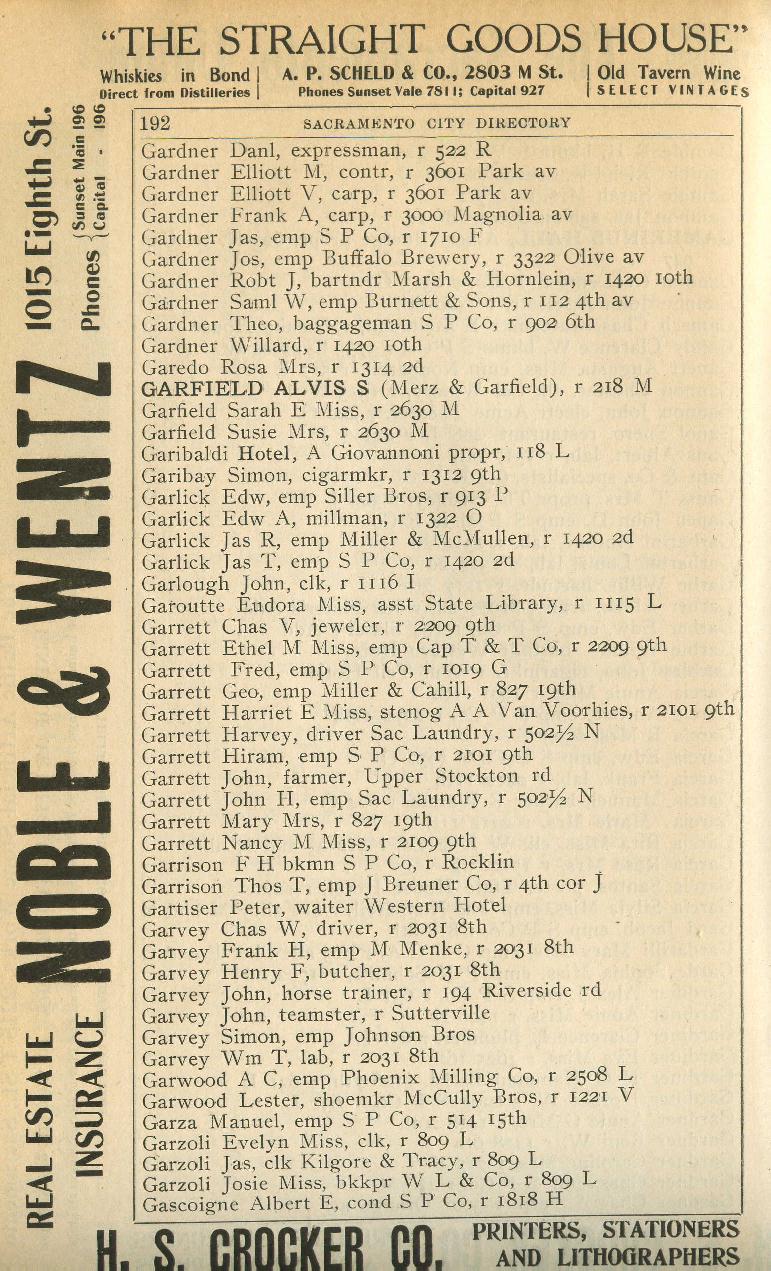 "THE STRAIGHT GOODS HOUSE"
Whiskies in Bond | A. P. SCHELD & CO., 2803 M St. | Old Tavern Wine
Direct from Distilleries | Phones Sunset Vale 7811; Capital 927 | SELECT VINTAGES
192 SACRAMENTO CITY DIRECTORY
Gardner Danl, expressman, r 522 R
Gardner Elliott M, contr, r 3601 Park av
Gardner Elliott V, carp, r 3601 Park av
Gardner Frank A, carp, r 3000 Magnolia av
Gardner Jas, emp S P Co, r 1710 F
Gardner Jos, emp Buffalo Brewery, r 3322 Olive av
Gardner Robt J, bartndr Marsh & Hornlein, r 1420 10th
Gardner Saml W, emp Burnett & Sons, r 112 4th av
Gardner Theo, baggageman S P Co, r 902 6th
Gardner Willard, r 1420 10th
Garedo Rosa Mrs, r 1314 2d
GARFIELD ALVIS S (Merz & Garfield), r 218 M
Garfield Sarah E Miss, r 2630 M
Garfield Susie Mrs, r 2630 M
Garibaldi Hotel, A Giovannoni propr, 118 L
Garibay Simon, cigarmkr, r 1312 9th
Garlick Edw, emp Siller Bros, r 913 P
Garlick Edw A, millman, r 1322 O
Garlick Jas R, emp Miller & McMullen, r 1420 2d
Garlick Jas T, emp S P Co, r 1420 2d
Garlough John, clk, r 1116 I
Garoutte Eudora Miss, asst State Library, r 1115 L
Garrett Chas V, jeweler, r 2209 9th
Garrett Ethel M Miss, emp Cap T & T Co, r 2209 9th
Garrett Fred, emp S P Co, r 1019 G
Garrett Geo, emp Miller & Cahill, r 827 19th
Garrett Harriet E Miss, stenog A A Van Voorhies, r 2101 9th
Garrett Harvey, driver Sac Laundry, r 502½ N
Garrett Hiram, emp S P Co, r 2101 9th
Garrett John, farmer, Upper Stockton rd
Garrett John H, emp Sac Laundry, r 502½ N
Garrett Mary Mrs, r 827 19th
Garrett Nancy M Miss, r 2109 9th
Garrison F H bkmn S P Co, r Rocklin
Garrison Thos T, emp J Breuner Co, r 4th cor J
Gartiser Peter, waiter Western Hotel
Garvey Chas W, driver, r 2031 8th
Garvey Frank H, emp M Menke, r 2031 8th
Garvey Henry F, butcher, r 2031 8th
Garvey John, horse trainer, r 194 Riverside rd
Garvey John, teamster, r Sutterville
Garvey Simon, emp Johnson Bros
Garvey Wm T, lab, r 2031 8th
Garwood A C, emp Phoenix Milling Co, r 2508 L
Garwood Lester, shoemkr McCully Bros, r 1221 V
Garza Manuel, emp S P Co, r 514 15th
Garzoli Evelyn Miss, clk, r 809 L
Garzoli Jas, clk Kilgore & Tracy, r 809 L
Garzoli Josie Miss, bkkpr W L & Co, r 809 L
Gascoigne Albert E, cond S P Co, r 1818 H
REAL ESTATE
INSURANCE
NOBLE & WENTZ
1015 Eighth St.
Phones { Sunset Main 196
Capital - 196
H. S. CROCKER CO.
PRINTERS, STATIONERS
AND LITHOGRAPHERS